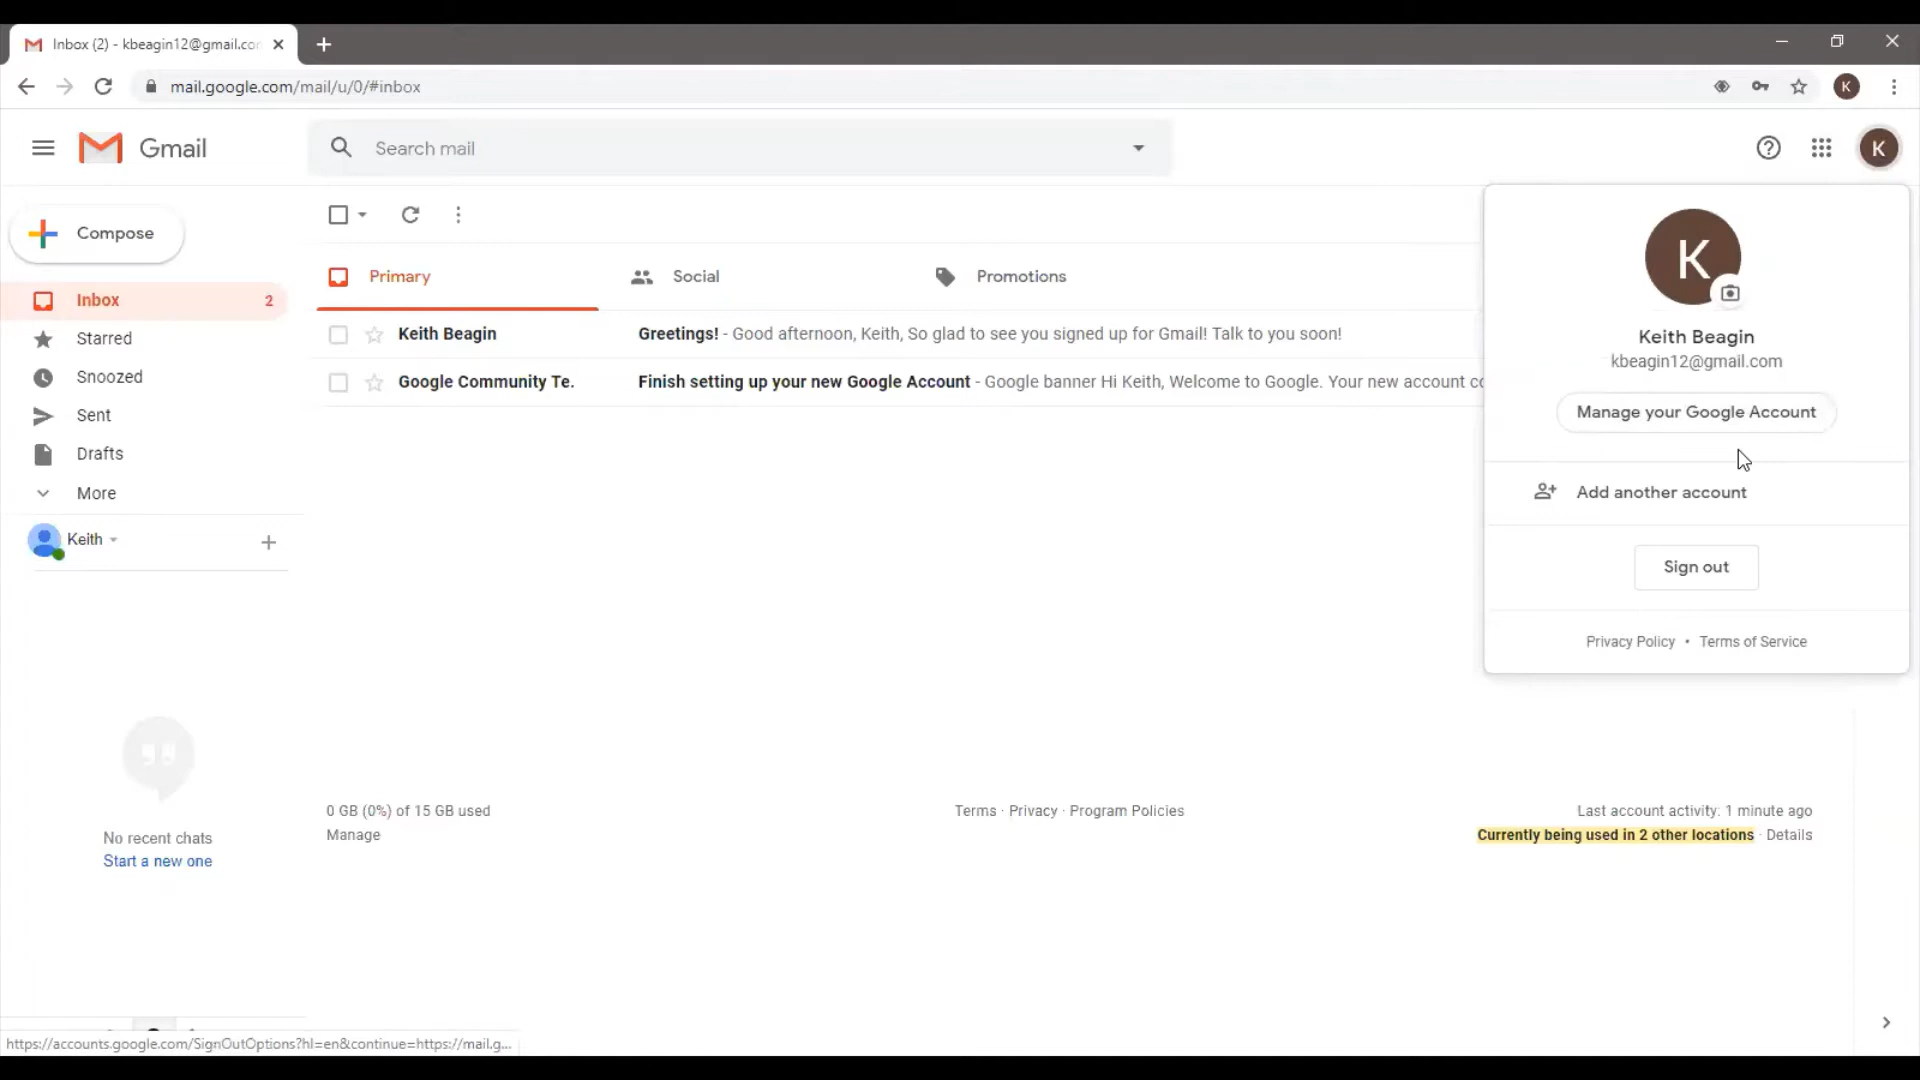 Inbox (2) - kbeagin12@gmail.co
mail.google.com/mail/u/0/#inbox
K
Gmail
Search mail
K
Compose
Inbox 2
Starred
Snoozed
Sent
Drafts
More
Keith
No recent chats
Start a new one
Primary
Social
Promotions
Keith Beagin Greetings! - Good afternoon, Keith, So glad to see you signed up for Gmail! Talk to you soon!
Google Community Te. Finish setting up your new Google Account - Google banner Hi Keith, Welcome to Google. Your new account co
K
Keith Beagin
kbeagin12@gmail.com
Manage your Google Account
Add another account
Sign out
Privacy Policy • Terms of Service
0 GB (0%) of 15 GB used
Manage
Terms · Privacy · Program Policies
Last account activity: 1 minute ago
Currently being used in 2 other locations · Details
https://accounts.google.com/SignOutOptions?hl=en&continue=https://mail.g...